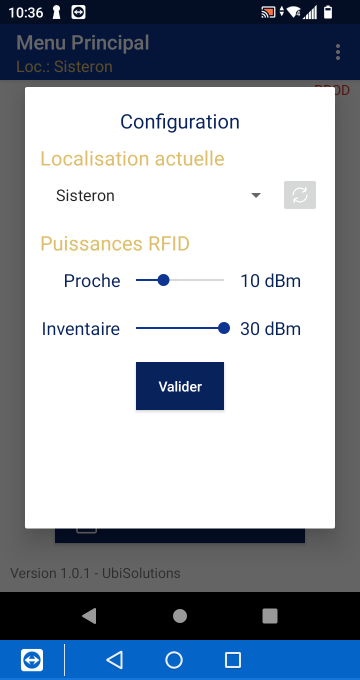 10:36
Menu Principal
Loc.: Sisteron
PROD
Configuration
Localisation actuelle
Sisteron
Puissances RFID
Proche 10 dBm
Inventaire 30 dBm
Valider
Version 1.0.1 - UbiSolutions